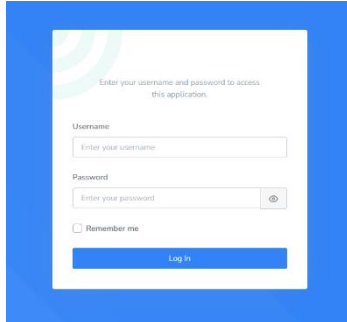 Enter your username and password to access
this application.
Username
Enter your username
Password
Enter your password
Remember me
Log In